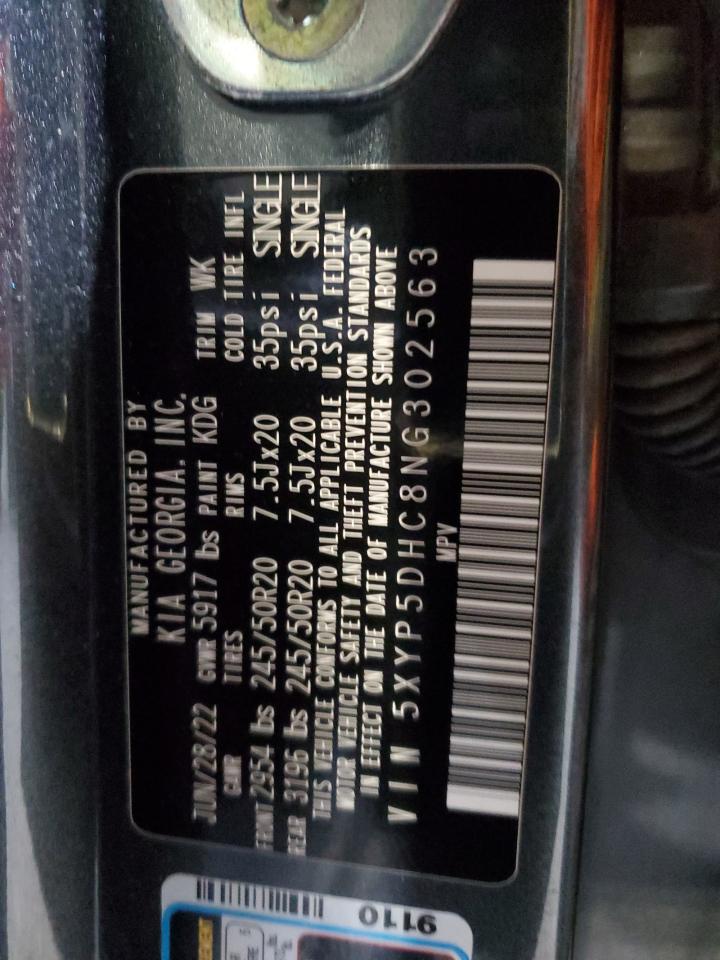 MANUFACTURED BY
KIA GEORGIA, INC.
JUN/28/22 GVWR 5917 lbs PAINT KDG TRIM WK
GAWR TIRES RIMS COLD TIRE INFL
FRONT 2954 lbs 245/50R20 7.5Jx20 35psi SINGLE
REAR 3196 lbs 245/50R20 7.5Jx20 35psi SINGLE
THIS VEHICLE CONFORMS TO ALL APPLICABLE U.S.A. FEDERAL
MOTOR VEHICLE SAFETY AND THEFT PREVENTION STANDARDS
IN EFFECT ON THE DATE OF MANUFACTURE SHOWN ABOVE
VIN 5XYP5DHC8NG302563
MPV
9110